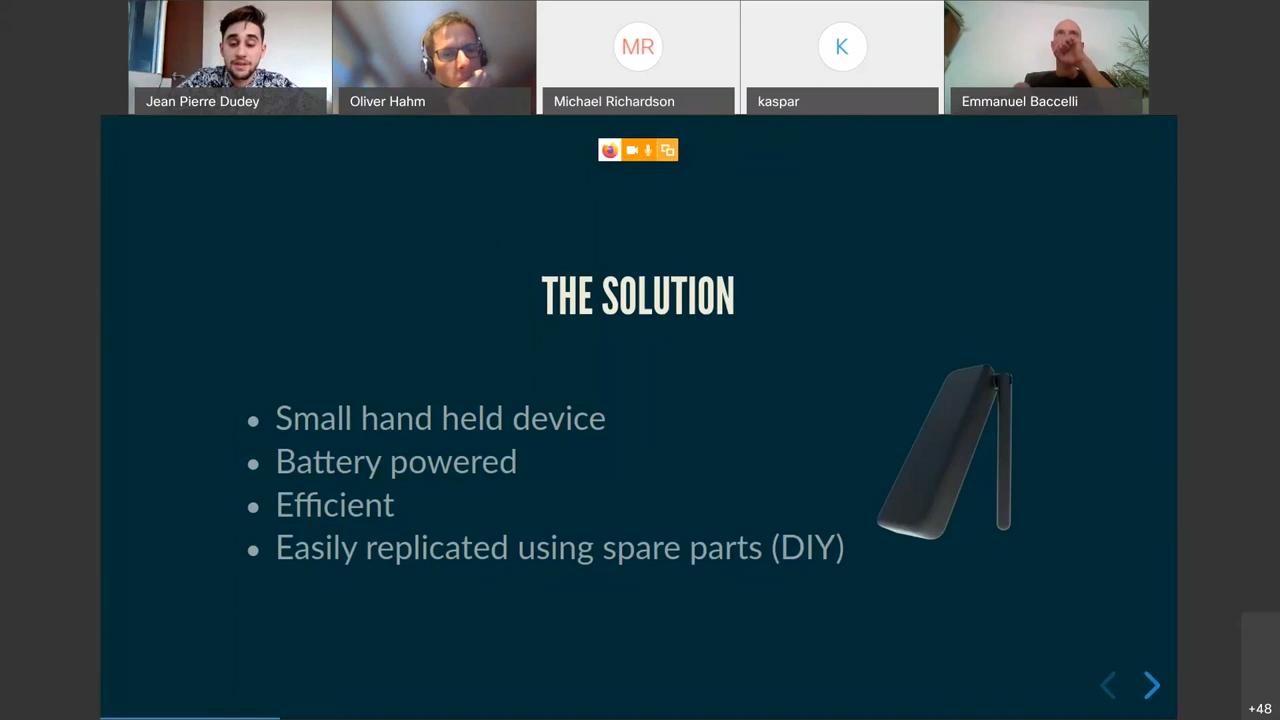 MR
K
Jean Pierre Dudey
Oliver Hahm
Michael Richardson
kaspar
Emmanuel Baccelli
THE SOLUTION
Small hand held device
Battery powered
Efficient
Easily replicated using spare parts (DIY)
+48